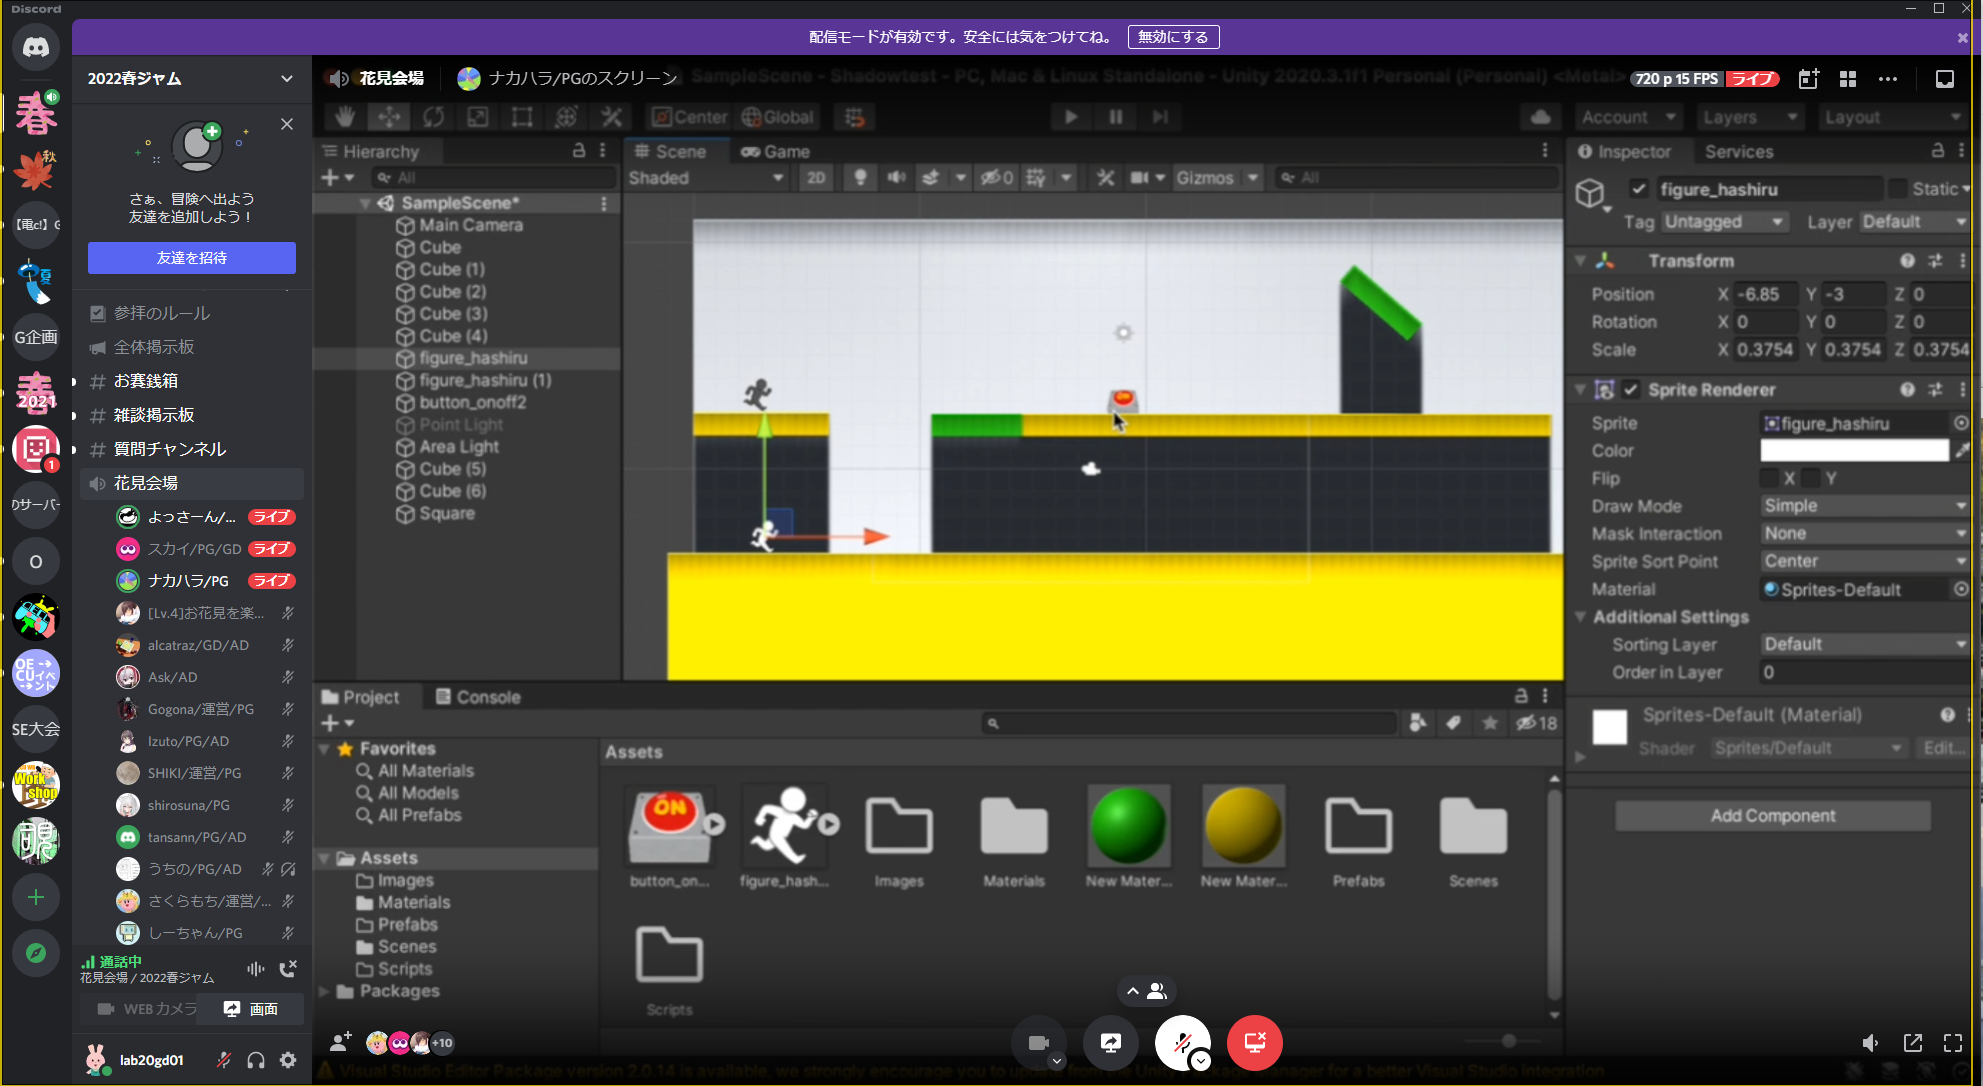 Discord
配信モードが有効です。安全には気をつけてね。
無効にする
2022春ジャム
さぁ、冒険へ出よう
友達を追加しよう！
友達を招待
参拝のルール
全体掲示板
お賽銭箱
雑談掲示板
質問チャンネル
花見会場
よっさーん/... ライブ
スカイ/PG/GD ライブ
ナカハラ/PG ライブ
[Lv.4]お花見を楽...
alcatraz/GD/AD
Ask/AD
Gogona/運営/PG
Izuto/PG/AD
SHIKI/運営/PG
shirosuna/PG
tansann/PG/AD
うちの/PG/AD
さくらもち/運営/...
しーちゃん/PG
通話中
花見会場 / 2022春ジャム
WEB カメラ
画面
lab20gd01
春
秋
【電c!】G
夏
G企画
春
2021
1
のサーバー
O
OE
CUイベ
ント
SE大会
Work
shop
花見会場
ナカハラ/PGのスクリーン
SampleScene - Shadowfast - PC, Mac & Linux Standalone - Unity 2020.3.1f1 Personal (Personal) <Metal>
720 p 15 FPS ライブ
Center Global
Account Layers Layout
Hierarchy
All
SampleScene*
Main Camera
Cube
Cube (1)
Cube (2)
Cube (3)
Cube (4)
figure_hashiru
figure_hashiru (1)
button_onoff2
Point Light
Area Light
Cube (5)
Cube (6)
Square
Scene Game
Shaded 2D 0 Gizmos All
Inspector Services
figure_hashiru Static
Tag Untagged Layer Default
Transform
Position X -6.85 Y -3 Z 0
Rotation X 0 Y 0 Z 0
Scale X 0.3754 Y 0.3754 Z 0.3754
Sprite Renderer
Sprite figure_hashiru
Color
Flip X Y
Draw Mode Simple
Mask Interaction None
Sprite Sort Point Center
Material Sprites-Default
Additional Settings
Sorting Layer Default
Order in Layer 0
Sprites-Default (Material)
Shader Sprites/Default Edit...
Add Component
Project Console
18
Favorites
All Materials
All Models
All Prefabs
Assets
Images
Materials
Prefabs
Scenes
Scripts
Packages
Assets
ON
button_on...
figure_hash...
Images
Materials
New Mater...
New Mater...
Prefabs
Scenes
Scripts
+10
Visual Studio Editor Package version 2.0.14 is available, we strongly encourage you to update from the Unity Package Manager for a better Visual Studio integration